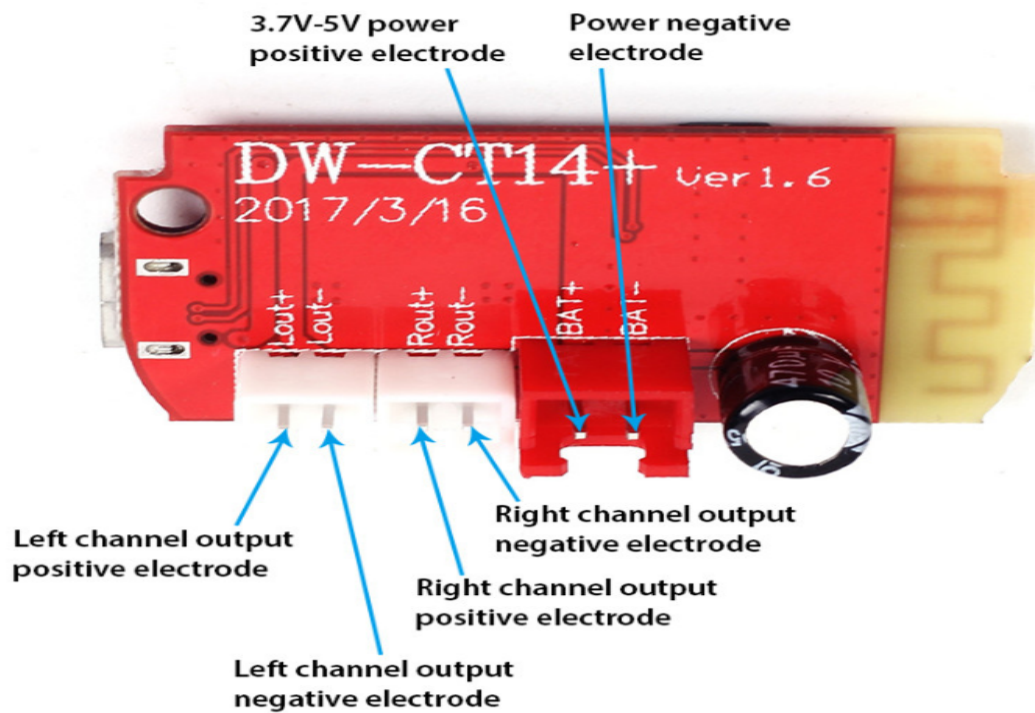 3.7V-5V power
positive electrode
Power negative
electrode
DW-CT14+ Ver1.6
2017/3/16
Lout+
Lout-
Rout+
Rout-
BAT+
BAT-
470µ
10V
Left channel output
positive electrode
Right channel output
negative electrode
Right channel output
positive electrode
Left channel output
negative electrode